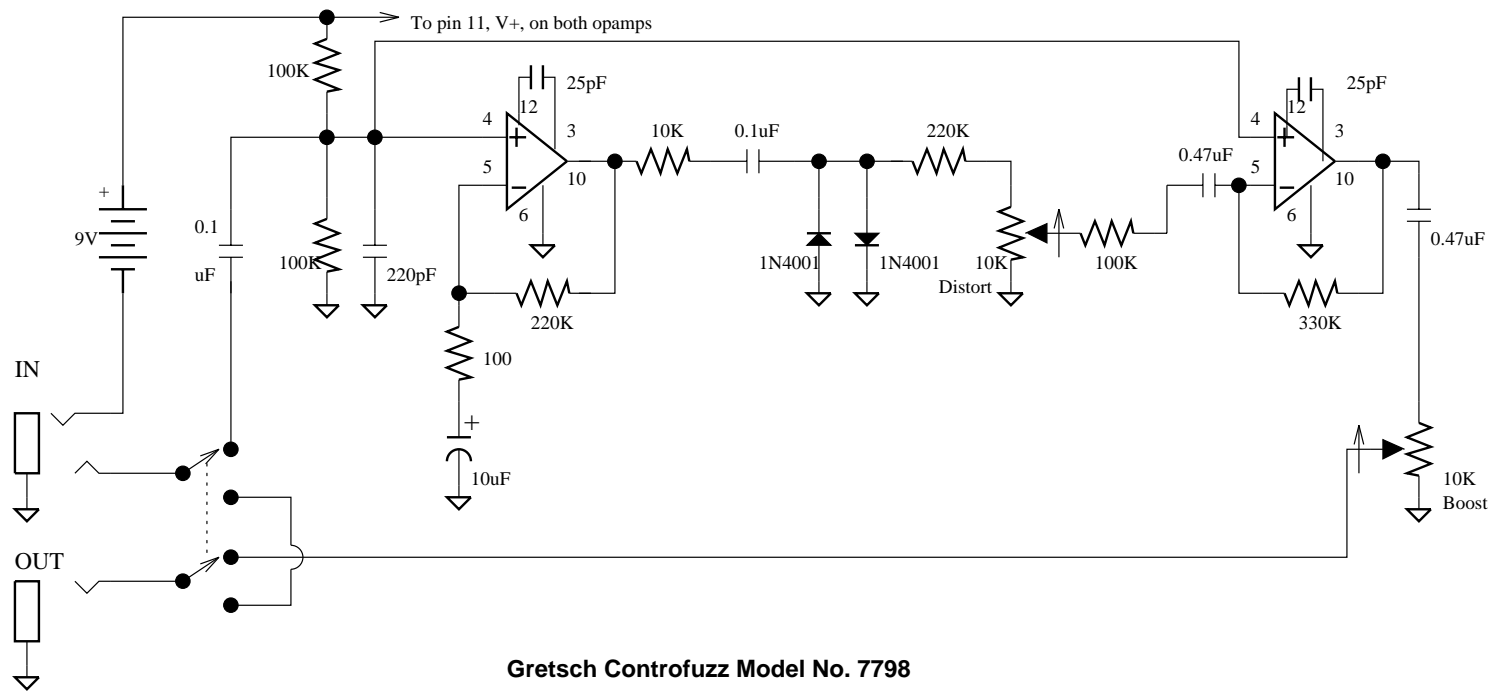 To pin 11, V+, on both opamps
100K
25pF
12
4
3
5
10
6
10K
0.1uF
220K
25pF
12
4
3
5
10
6
0.47uF
+
9V
0.1
uF
100K
220pF
1N4001
1N4001
10K
Distort
100K
0.47uF
220K
330K
100
IN
+
10uF
10K
Boost
OUT
Gretsch Controfuzz Model No. 7798